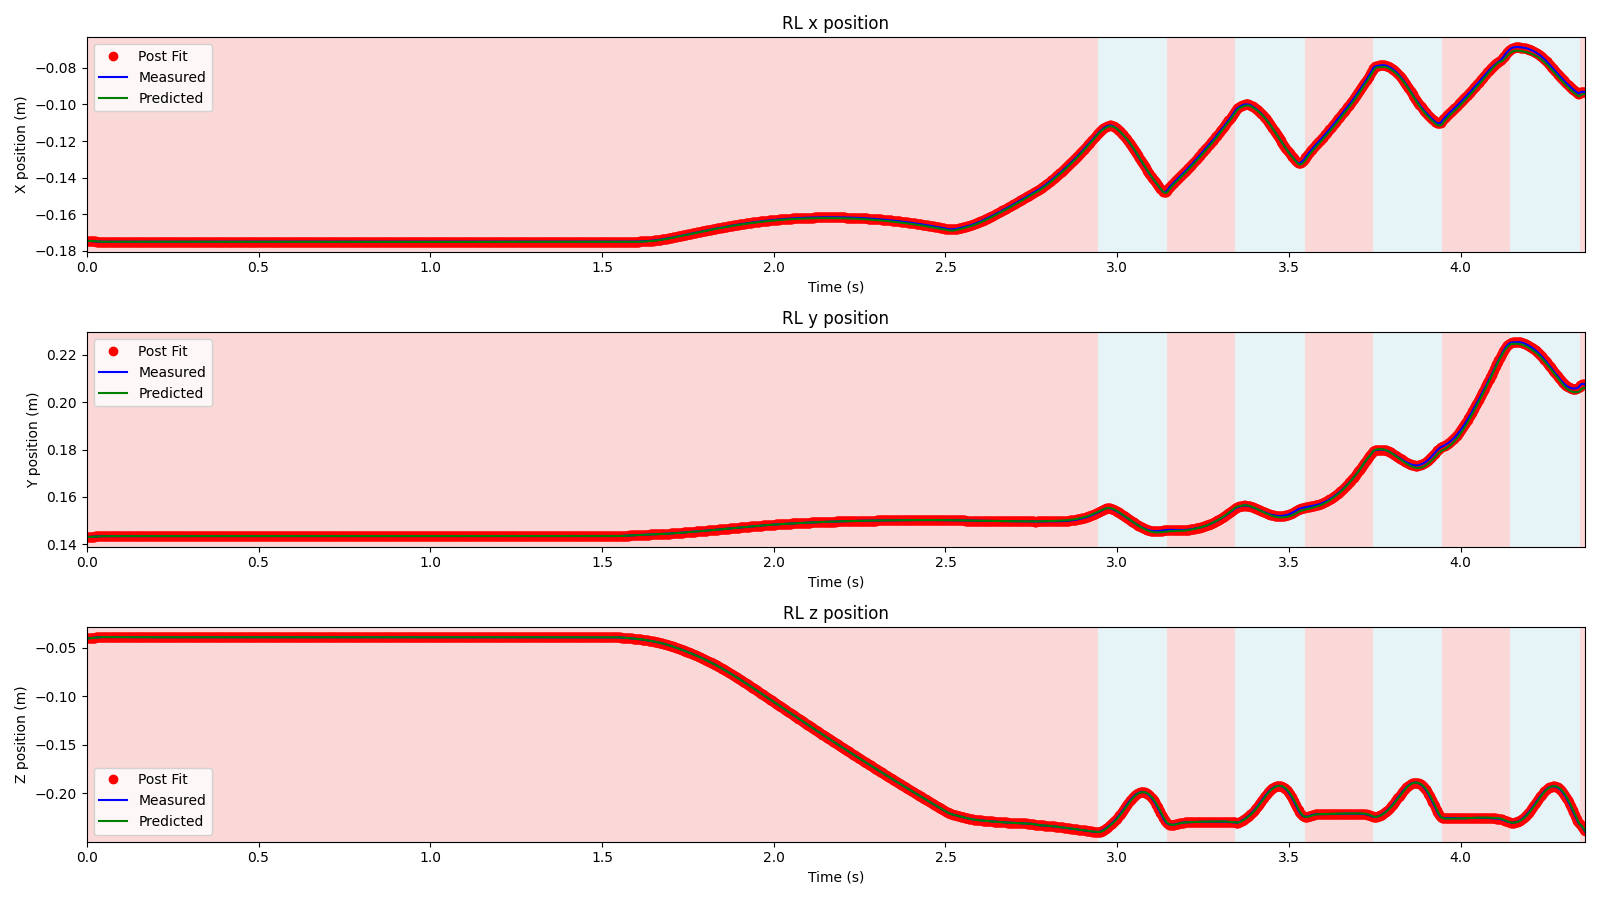 RL x position
Post Fit
Measured
Predicted
X position (m)
−0.08
−0.10
−0.12
−0.14
−0.16
−0.18
0.0 0.5 1.0 1.5 2.0 2.5 3.0 3.5 4.0
Time (s)
RL y position
Post Fit
Measured
Predicted
Y position (m)
0.22
0.20
0.18
0.16
0.14
0.0 0.5 1.0 1.5 2.0 2.5 3.0 3.5 4.0
Time (s)
RL z position
Z position (m)
−0.05
−0.10
−0.15
−0.20
Post Fit
Measured
Predicted
0.0 0.5 1.0 1.5 2.0 2.5 3.0 3.5 4.0
Time (s)